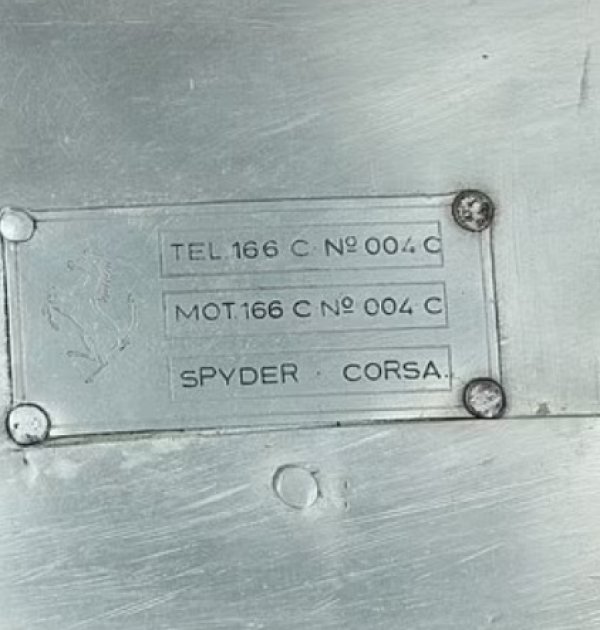 TEL.166 C Nº 004 C
MOT.166 C Nº 004 C
SPYDER · CORSA.